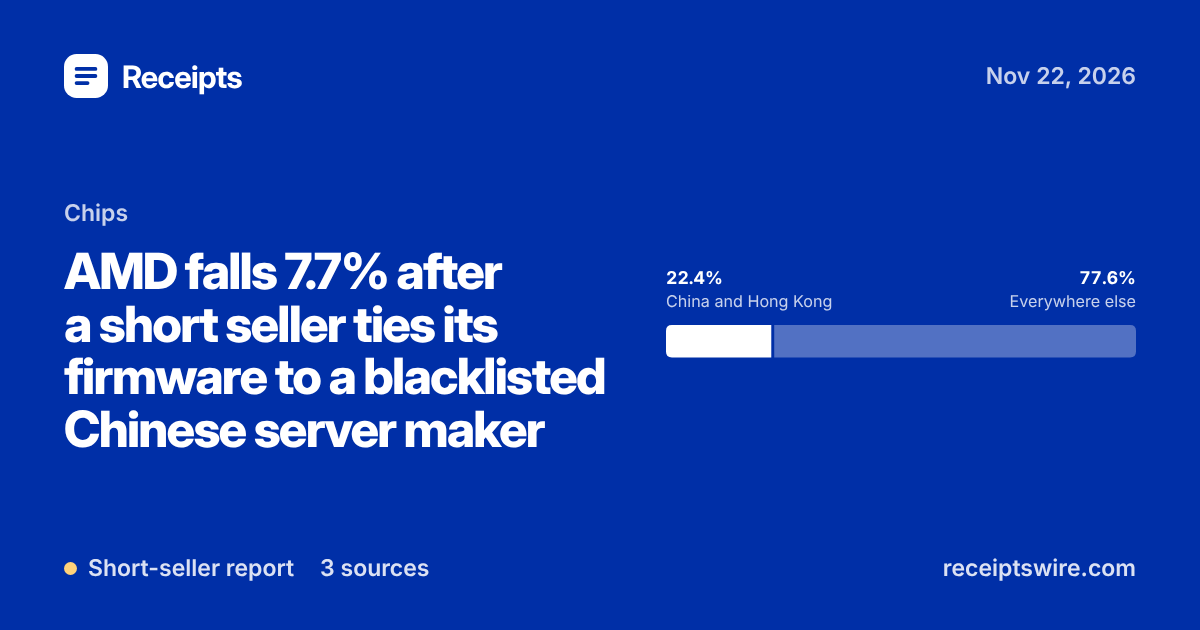 Receipts
Nov 22, 2026
Chips
AMD falls 7.7% after
a short seller ties its
firmware to a blacklisted
Chinese server maker
22.4%
China and Hong Kong
77.6%
Everywhere else
Short-seller report
3 sources
receiptswire.com